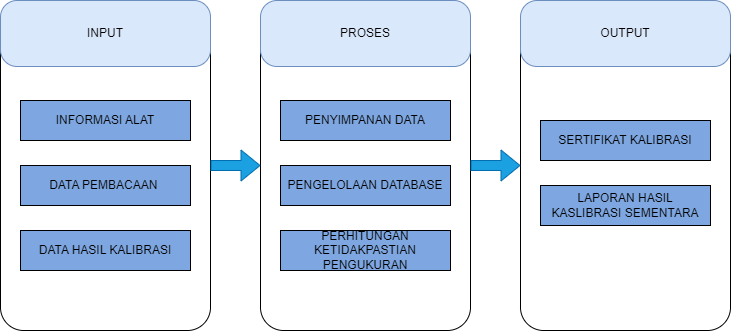 INPUT
INFORMASI ALAT
DATA PEMBACAAN
DATA HASIL KALIBRASI
PROSES
PENYIMPANAN DATA
PENGELOLAAN DATABASE
PERHITUNGAN
KETIDAKPASTIAN
PENGUKURAN
OUTPUT
SERTIFIKAT KALIBRASI
LAPORAN HASIL
KASLIBRASI SEMENTARA